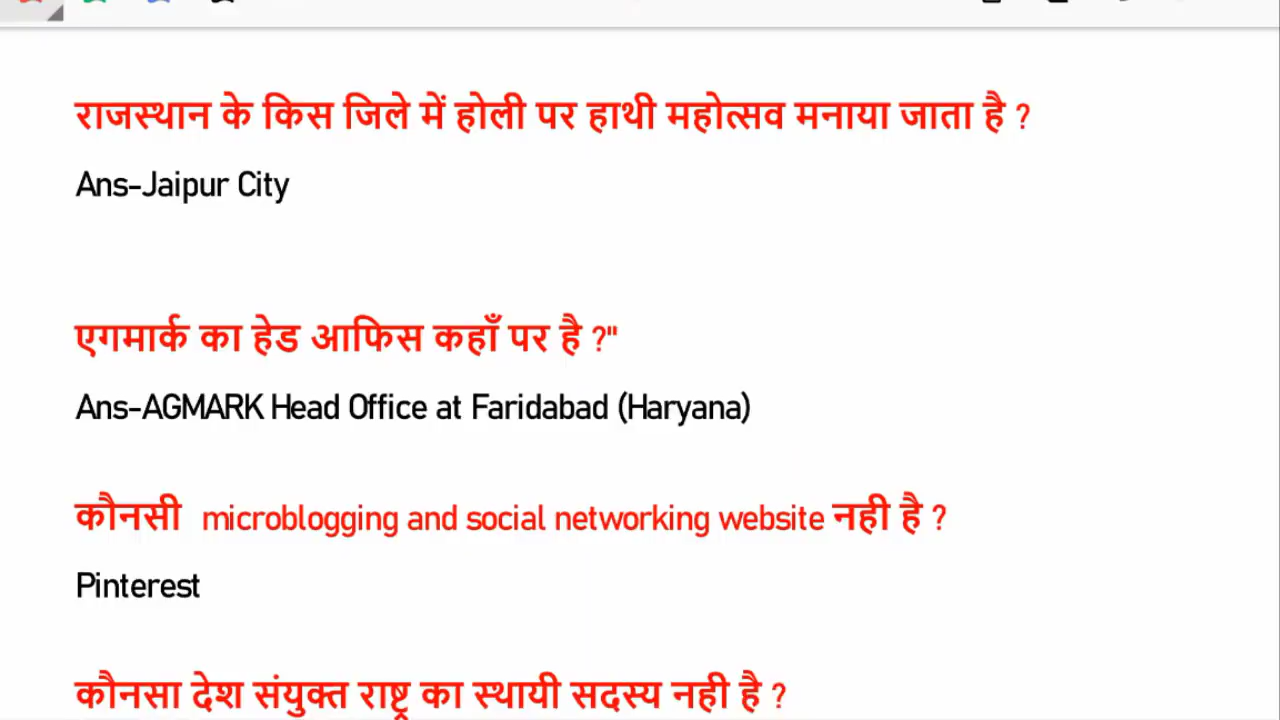 राजस्थान के किस जिले में होली पर हाथी महोत्सव मनाया जाता है ?
Ans-Jaipur City
एगमार्क का हेड आफिस कहाँ पर है ?"
Ans-AGMARK Head Office at Faridabad (Haryana)
कौनसी microblogging and social networking website नही है ?
Pinterest
कौनसा देश संयुक्त राष्ट्र का स्थायी सदस्य नही है ?